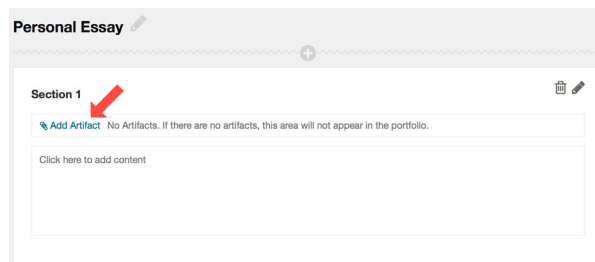 Personal Essay
Section 1
Add Artifact No Artifacts. If there are no artifacts, this area will not appear in the portfolio.
Click here to add content